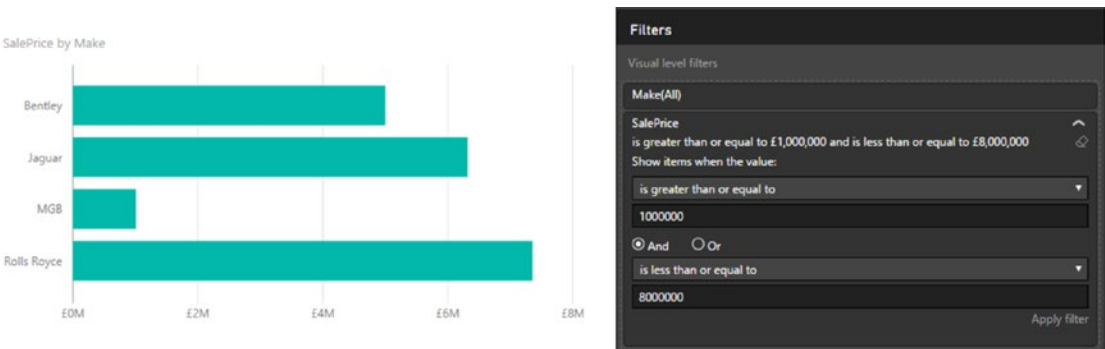 SalePrice by Make
Bentley
Jaguar
MGB
Rolls Royce
£0M £2M £4M £6M £8M
Filters
Visual level filters
Make(All)
SalePrice
is greater than or equal to £1,000,000 and is less than or equal to £8,000,000
Show items when the value:
is greater than or equal to
1000000
And Or
is less than or equal to
8000000
Apply filter